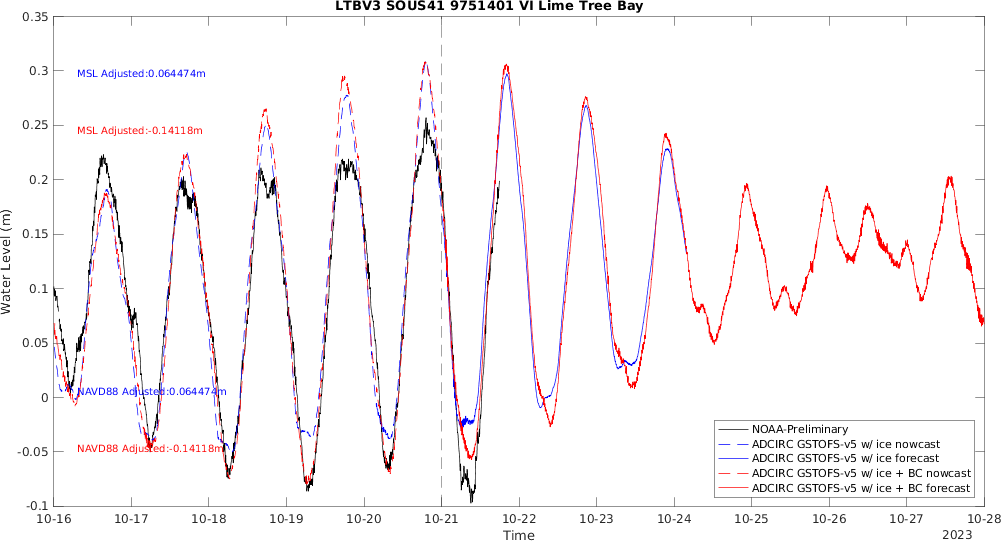 LTBV3 SOUS41 9751401 VI Lime Tree Bay
0.35
0.3
0.25
0.2
0.15
0.1
0.05
0
-0.05
-0.1
Water Level (m)
MSL Adjusted:0.064474m
MSL Adjusted:-0.14118m
NAVD88 Adjusted:0.064474m
NAVD88 Adjusted:-0.14118m
NOAA-Preliminary
ADCIRC GSTOFS-v5 w/ ice nowcast
ADCIRC GSTOFS-v5 w/ ice forecast
ADCIRC GSTOFS-v5 w/ ice + BC nowcast
ADCIRC GSTOFS-v5 w/ ice + BC forecast
10-16 10-17 10-18 10-19 10-20 10-21 10-22 10-23 10-24 10-25 10-26 10-27 10-28
Time
2023